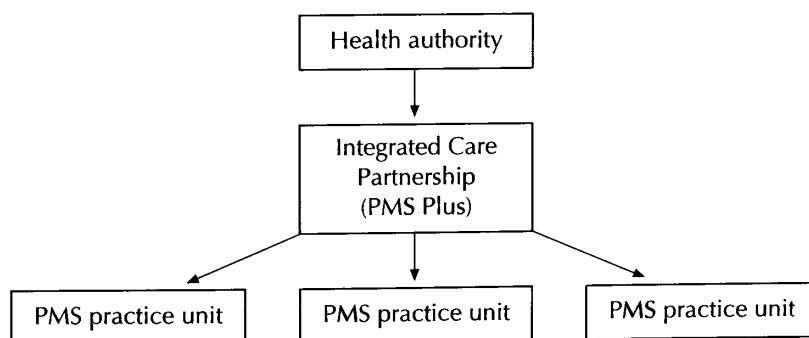 Health authority
Integrated Care
Partnership
(PMS Plus)
PMS practice unit
PMS practice unit
PMS practice unit